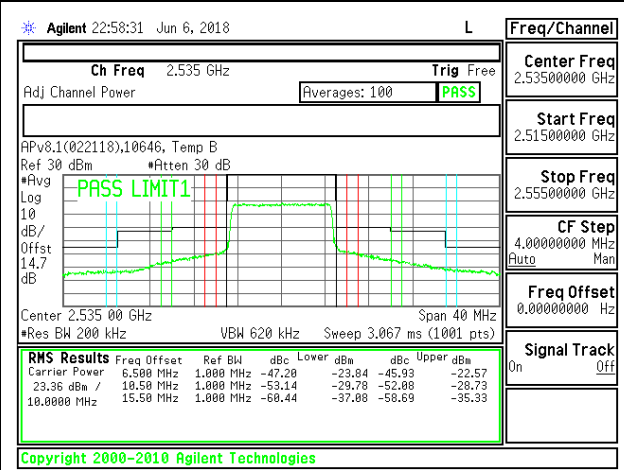 Agilent 22:58:31 Jun 6, 2018 L
Freq/Channel
Ch Freq 2.535 GHz Trig Free
Adj Channel Power Averages: 100 PASS
APv8.1(022118),10646, Temp B
Ref 30 dBm #Atten 30 dB
#Avg
Log
10
dB/
Offst
14.7
dB
PASS LIMIT1
Center 2.535 00 GHz Span 40 MHz
#Res BW 200 kHz VBW 620 kHz Sweep 3.067 ms (1001 pts)
RMS Results Freq Offset Ref BW dBc Lower dBm dBc Upper dBm
Carrier Power 6.500 MHz 1.000 MHz -47.20 -23.84 -45.93 -22.57
23.36 dBm / 10.50 MHz 1.000 MHz -53.14 -29.78 -52.08 -28.73
10.0000 MHz 15.50 MHz 1.000 MHz -60.44 -37.08 -58.69 -35.33
Center Freq
2.53500000 GHz
Start Freq
2.51500000 GHz
Stop Freq
2.55500000 GHz
CF Step
4.00000000 MHz
Auto Man
Freq Offset
0.00000000 Hz
Signal Track
On Off
Copyright 2000-2010 Agilent Technologies